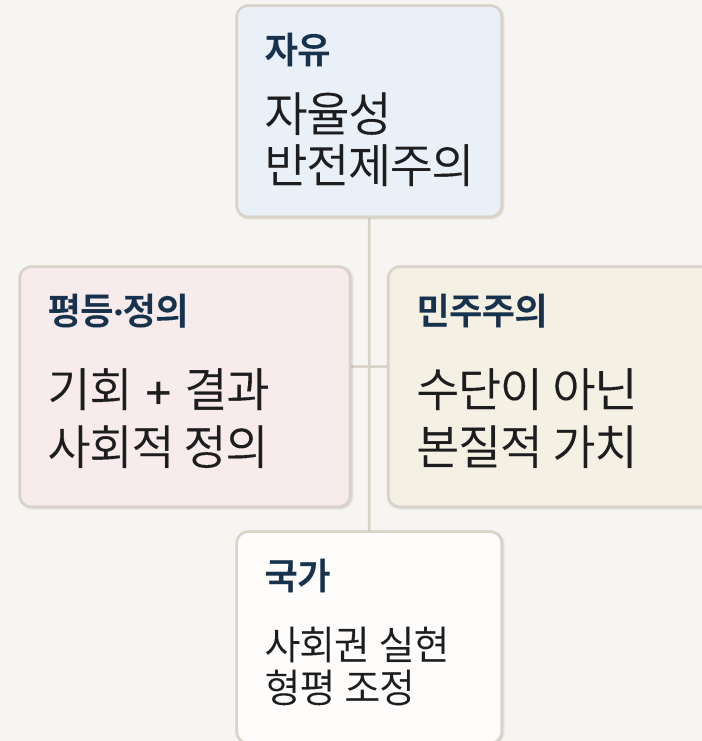 자유
자율성
반전제주의
평등·정의
기회 + 결과
사회적 정의
민주주의
수단이 아닌
본질적 가치
국가
사회권 실현
형평 조정